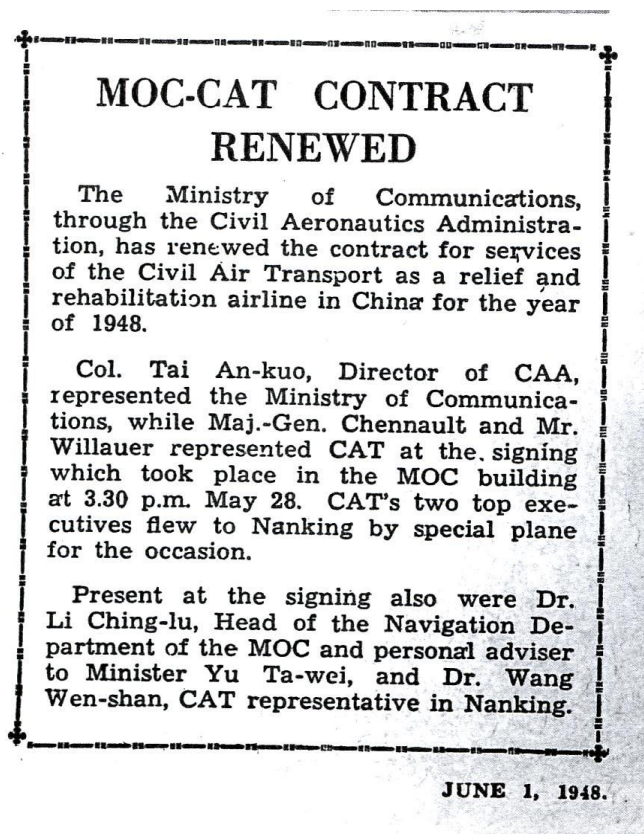 MOC-CAT CONTRACT
RENEWED
The Ministry of Communications,
through the Civil Aeronautics Administra-
tion, has renewed the contract for services
of the Civil Air Transport as a relief and
rehabilitation airline in China for the year
of 1948.
Col. Tai An-kuo, Director of CAA,
represented the Ministry of Communica-
tions, while Maj.-Gen. Chennault and Mr.
Willauer represented CAT at the signing
which took place in the MOC building
at 3.30 p.m. May 28. CAT's two top exe-
cutives flew to Nanking by special plane
for the occasion.
Present at the signing also were Dr.
Li Ching-lu, Head of the Navigation De-
partment of the MOC and personal adviser
to Minister Yu Ta-wei, and Dr. Wang
Wen-shan, CAT representative in Nanking.
JUNE 1, 1948.